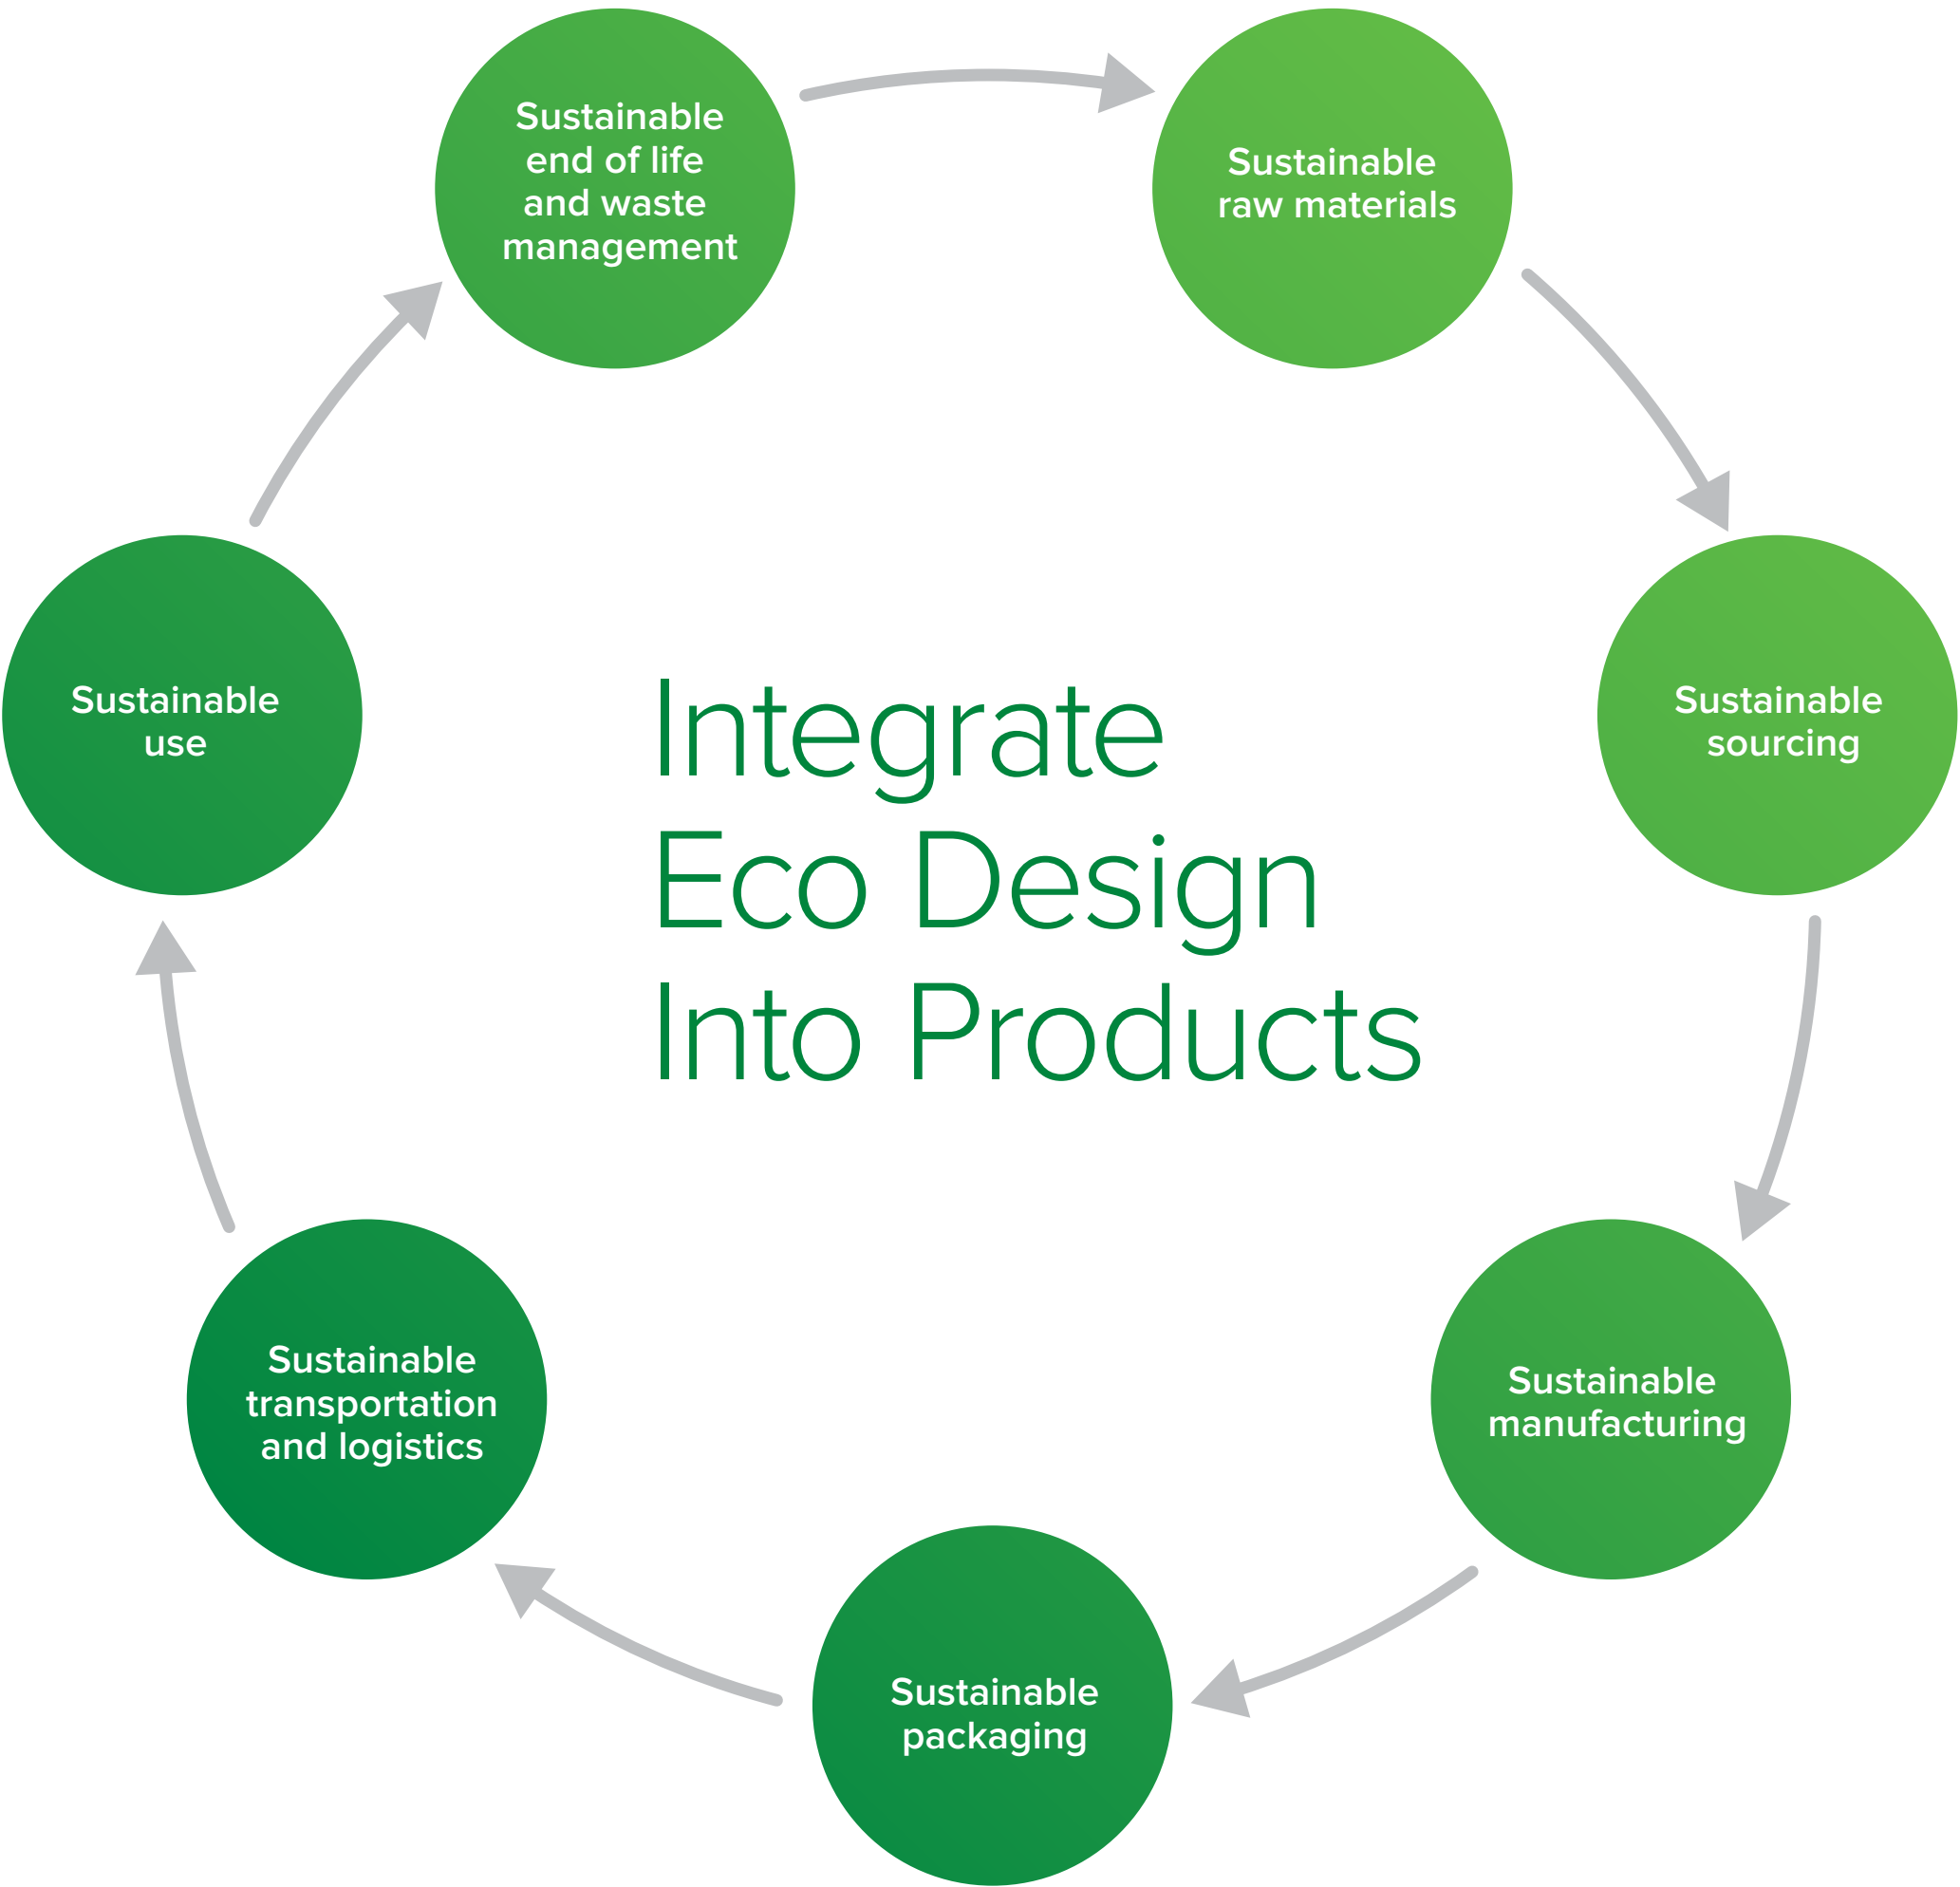 Sustainable
end of life
and waste
management
Sustainable
raw materials
Sustainable
sourcing
Sustainable
manufacturing
Sustainable
packaging
Sustainable
transportation
and logistics
Sustainable
use
Integrate
Eco Design
Into Products